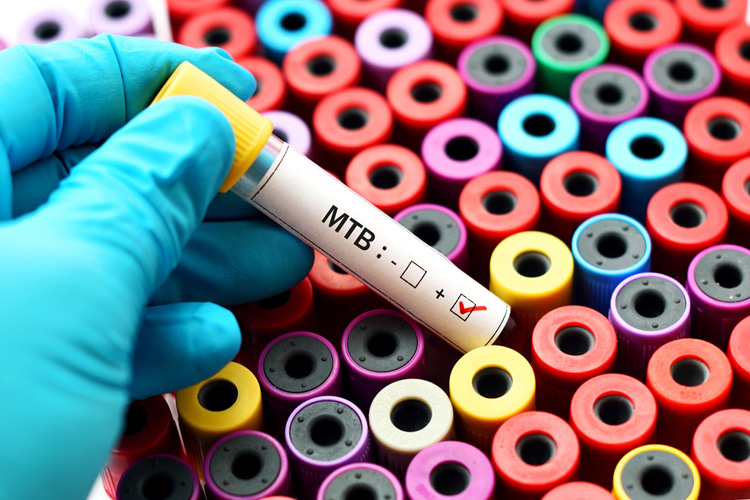 MTB : - ☐ + ☑